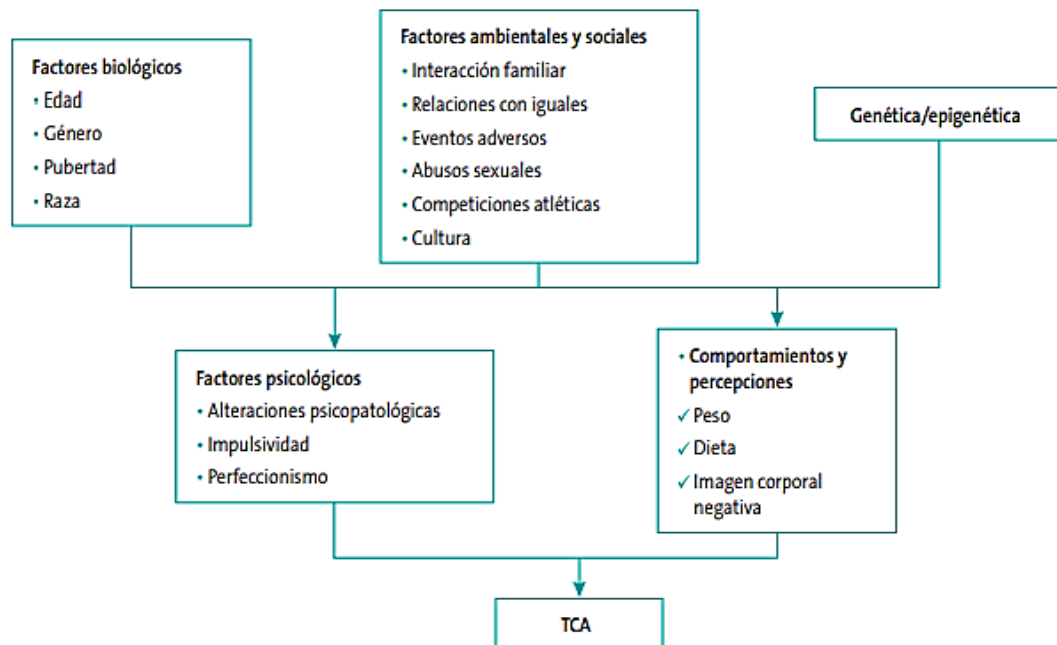 Factores biológicos
• Edad
• Género
• Pubertad
• Raza
Factores ambientales y sociales
• Interacción familiar
• Relaciones con iguales
• Eventos adversos
• Abusos sexuales
• Competiciones atléticas
• Cultura
Genética/epigenética
Factores psicológicos
• Alteraciones psicopatológicas
• Impulsividad
• Perfeccionismo
• Comportamientos y
percepciones
✓ Peso
✓ Dieta
✓ Imagen corporal
negativa
TCA